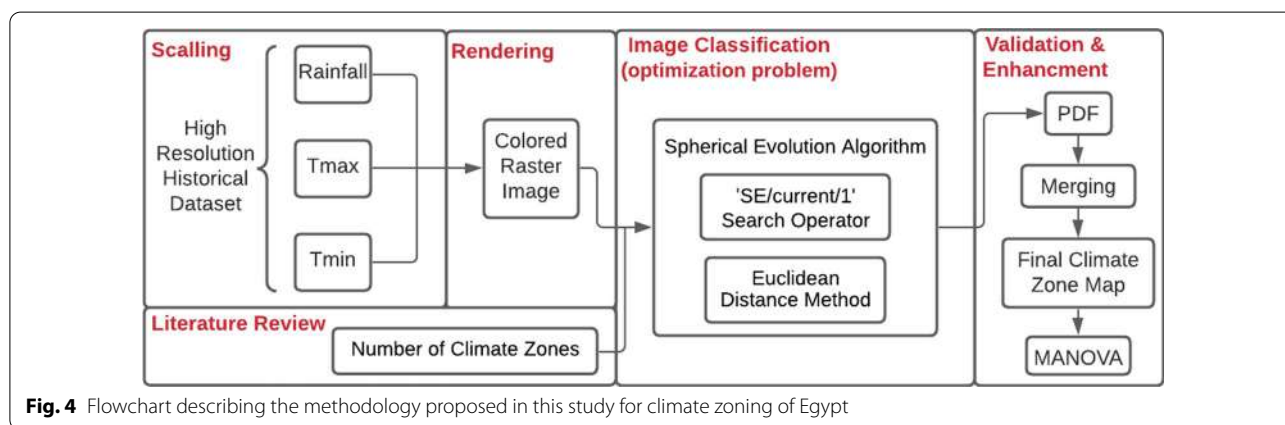 Scalling
High
Resolution
Historical
Dataset
Rainfall
Tmax
Tmin
Rendering
Colored
Raster
Image
Literature Review
Number of Climate Zones
Image Classification
(optimization problem)
Spherical Evolution Algorithm
'SE/current/1'
Search Operator
Euclidean
Distance Method
Validation &
Enhancment
PDF
Merging
Final Climate
Zone Map
MANOVA
Fig. 4 Flowchart describing the methodology proposed in this study for climate zoning of Egypt